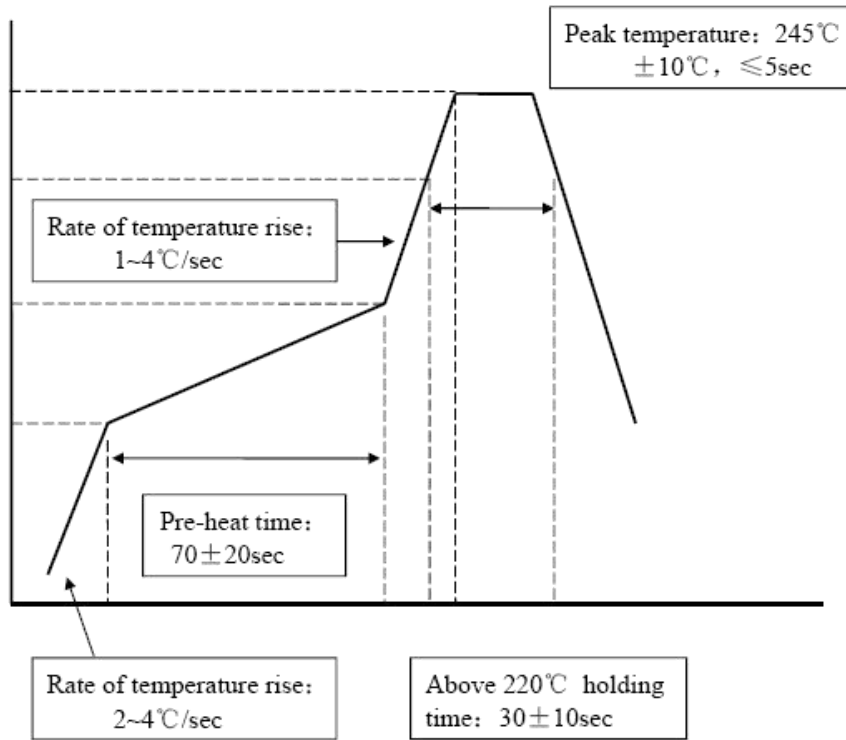 Peak temperature：245℃
±10℃，≤5sec
Rate of temperature rise：
1~4℃/sec
Pre-heat time：
70±20sec
Rate of temperature rise：
2~4℃/sec
Above 220℃ holding
time：30±10sec